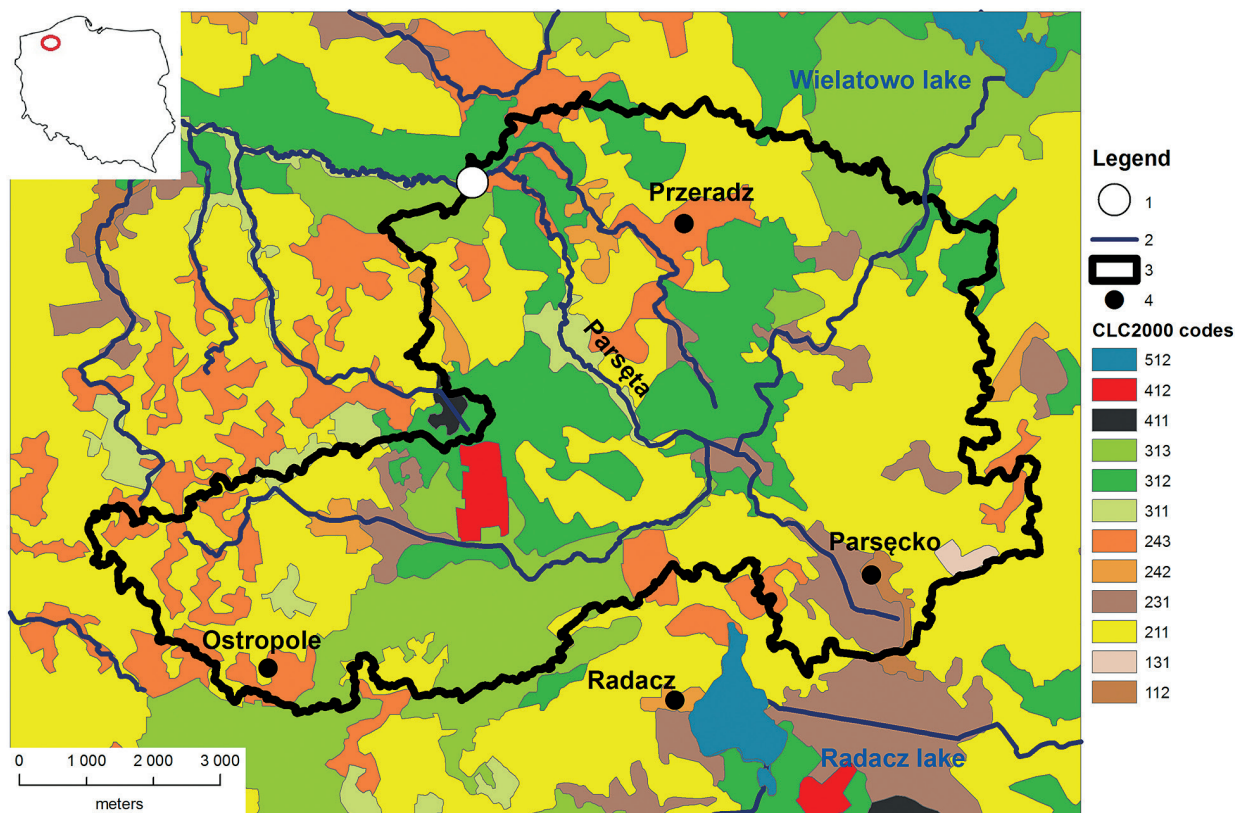 Wielatowo lake
Przeradz
Parsęta
Parsęcko
Ostropole
Radacz
Radacz lake
0 1 000 2 000 3 000
meters
Legend
1
2
3
4
CLC2000 codes
512
412
411
313
312
311
243
242
231
211
131
112